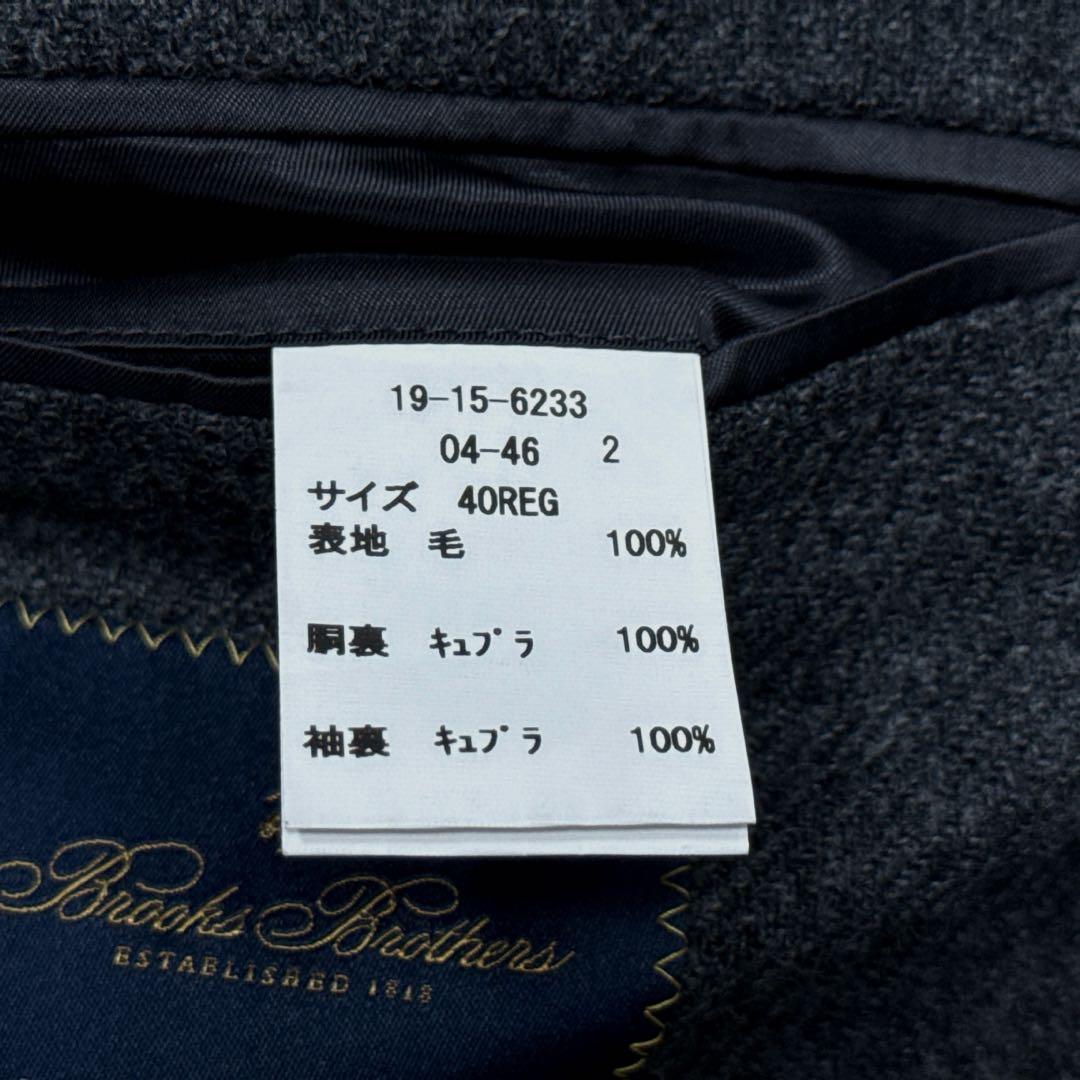 19-15-6233
04-46 2
サイズ 40REG
表地 毛 100%
胴裏 ｷｭﾌﾟﾗ 100%
袖裏 ｷｭﾌﾟﾗ 100%
Brooks Brothers
ESTABLISHED 1818